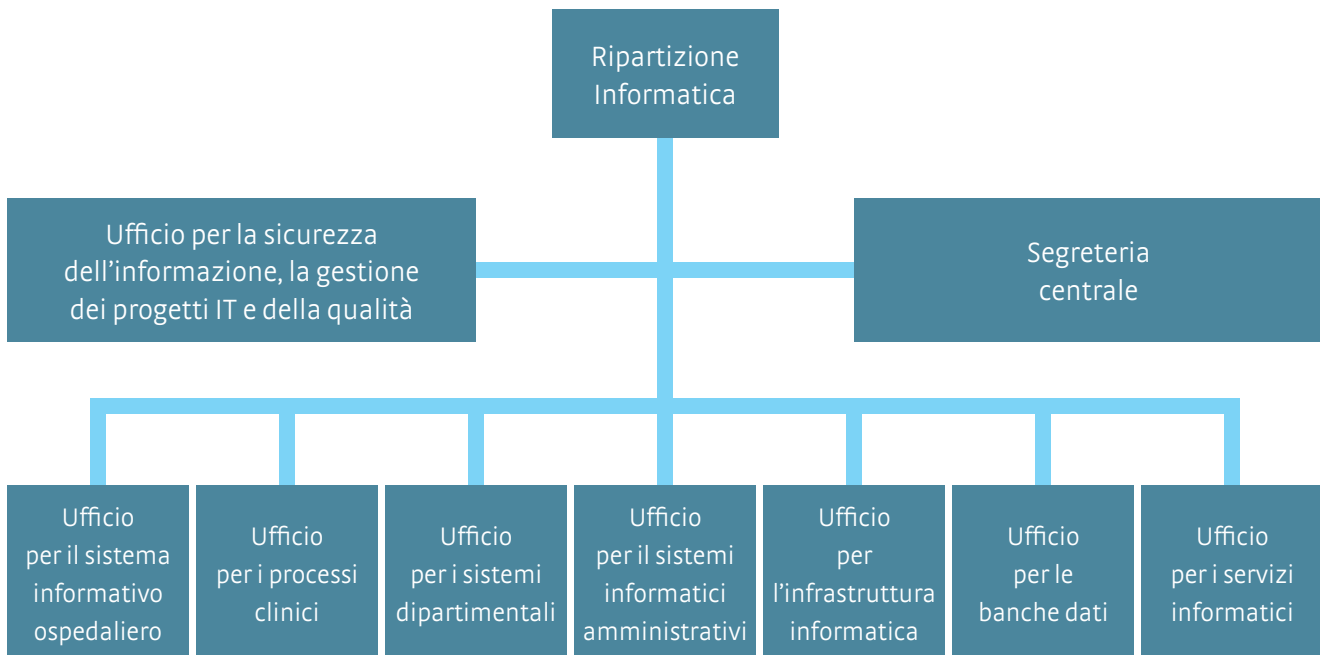 Ripartizione
Informatica
Ufficio per la sicurezza
dell’informazione, la gestione
dei progetti IT e della qualità
Segreteria
centrale
Ufficio
per il sistema
informativo
ospedaliero
Ufficio
per i processi
clinici
Ufficio
per i sistemi
dipartimentali
Ufficio
per il sistemi
informatici
amministrativi
Ufficio
per
l’infrastruttura
informatica
Ufficio
per le
banche dati
Ufficio
per i servizi
informatici